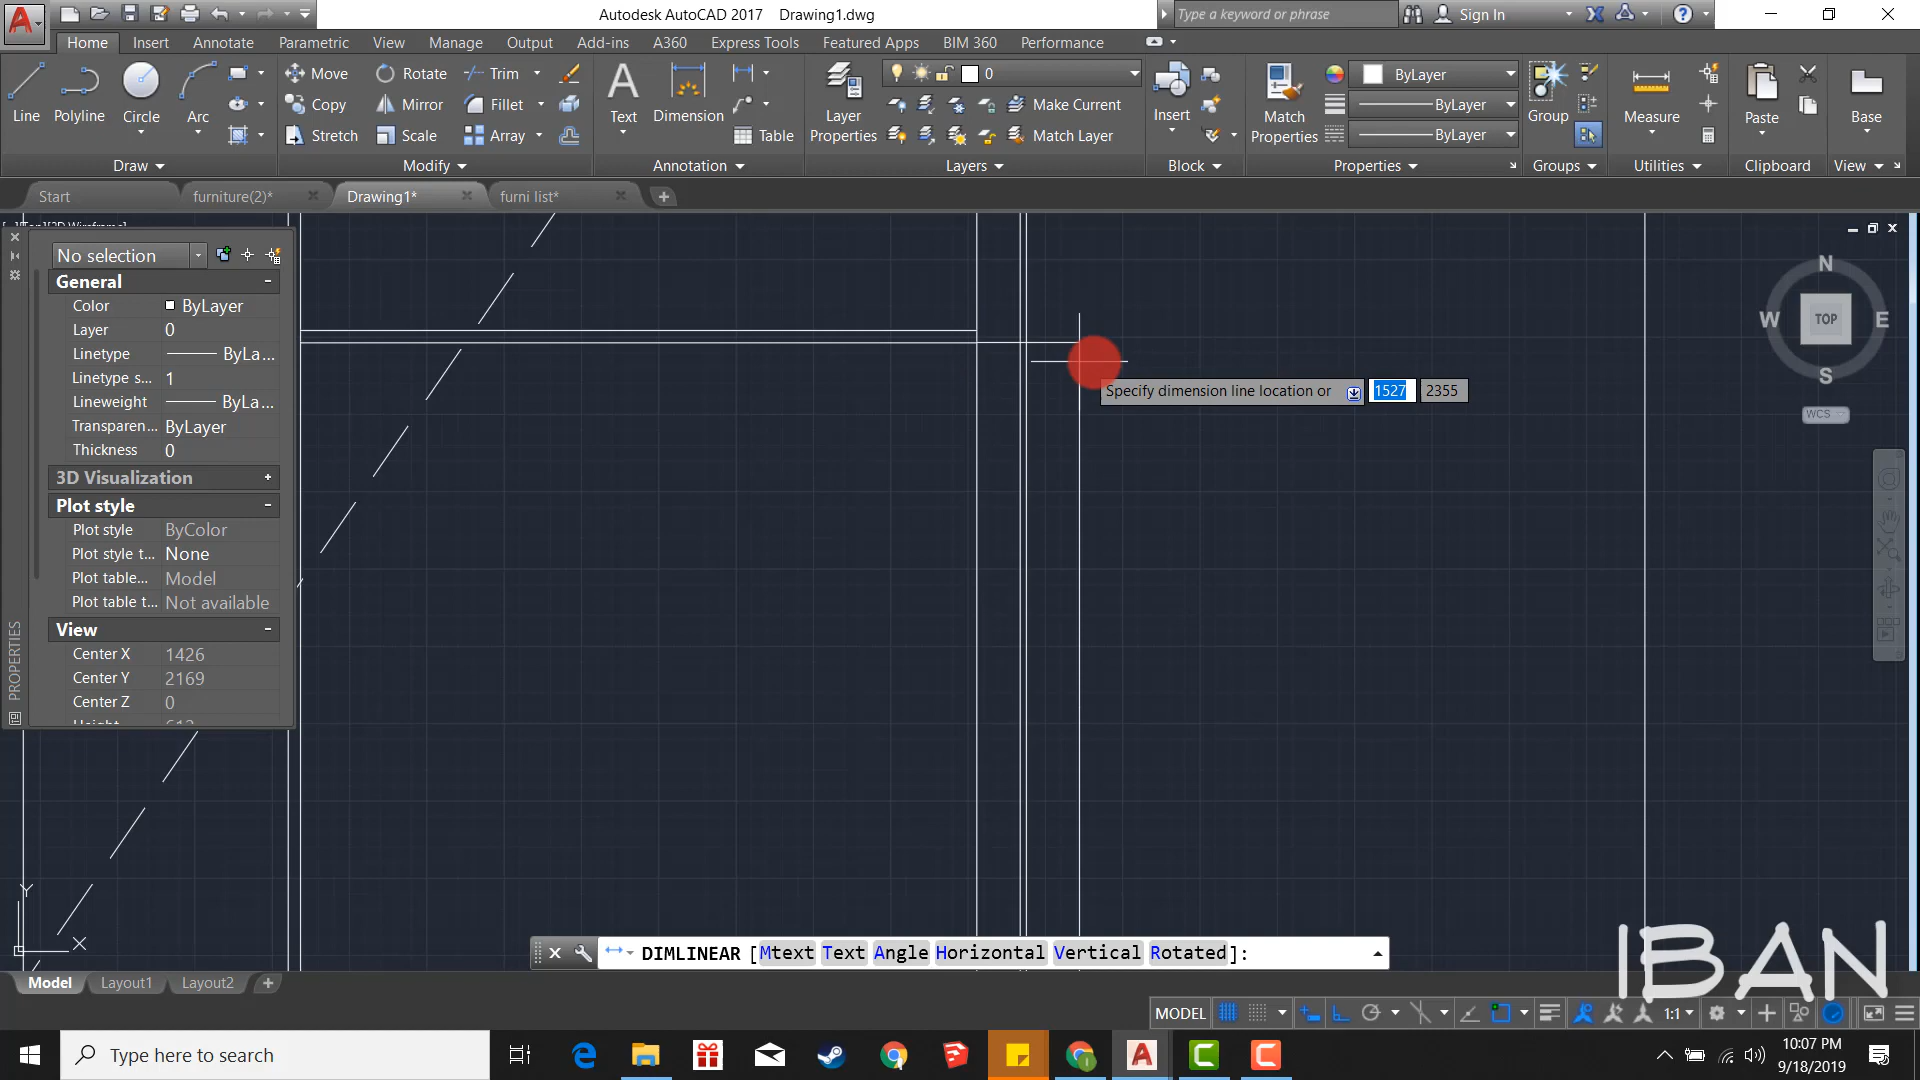 Autodesk AutoCAD 2017 Drawing1.dwg
Type a keyword or phrase
Sign In
Home Insert Annotate Parametric View Manage Output Add-ins A360 Express Tools Featured Apps BIM 360 Performance
Line
Polyline
Circle
Arc
Draw
Move
Rotate
Trim
Copy
Mirror
Fillet
Stretch
Scale
Array
Modify
Text
Dimension
Table
Annotation
Layer
Properties
0
Make Current
Match Layer
Layers
Insert
Block
Match
Properties
ByLayer
ByLayer
ByLayer
Properties
Group
Groups
Measure
Utilities
Paste
Clipboard
Base
View
Start
furniture(2)*
Drawing1*
furni list*
No selection
General
Color ByLayer
Layer 0
Linetype ByLa...
Linetype s... 1
Lineweight ByLa...
Transparen... ByLayer
Thickness 0
3D Visualization
Plot style
Plot style ByColor
Plot style t... None
Plot table... Model
Plot table t... Not available
View
Center X 1426
Center Y 2169
Center Z 0
PROPERTIES
N
W TOP E
S
WCS
Specify dimension line location or 1527 2355
Y
X
DIMLINEAR [Mtext Text Angle Horizontal Vertical Rotated]:
IBAN
Model Layout1 Layout2
MODEL
1:1
Type here to search
10:07 PM
9/18/2019